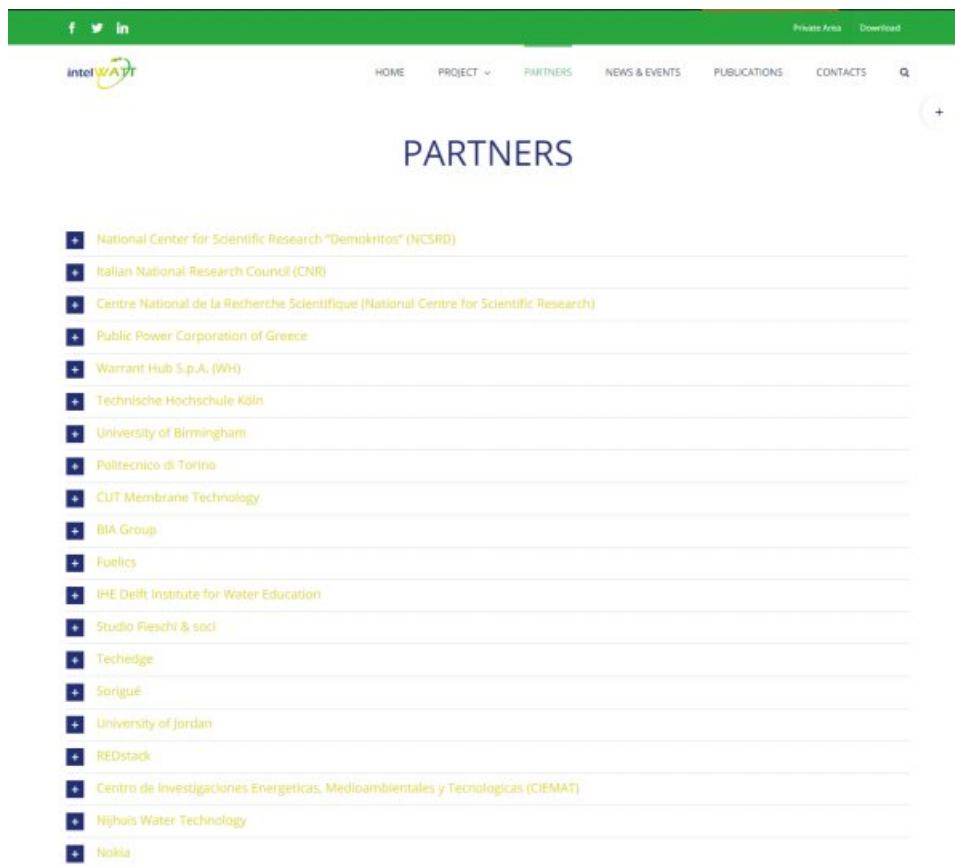 Private Area Download
intelWATT
HOME PROJECT PARTNERS NEWS & EVENTS PUBLICATIONS CONTACTS
PARTNERS
National Center for Scientific Research "Demokritos" (NCSRD)
Italian National Research Council (CNR)
Centre National de la Recherche Scientifique (National Centre for Scientific Research)
Public Power Corporation of Greece
Warrant Hub S.p.A. (WH)
Technische Hochschule Köln
University of Birmingham
Politecnico di Torino
CUT Membrane Technology
BIA Group
Fuelics
IHE Delft Institute for Water Education
Studio Fieschi & soci
Techedge
Sorigué
University of Jordan
REDstack
Centro de Investigaciones Energeticas, Medioambientales y Tecnologicas (CIEMAT)
Nijhuis Water Technology
Nokia